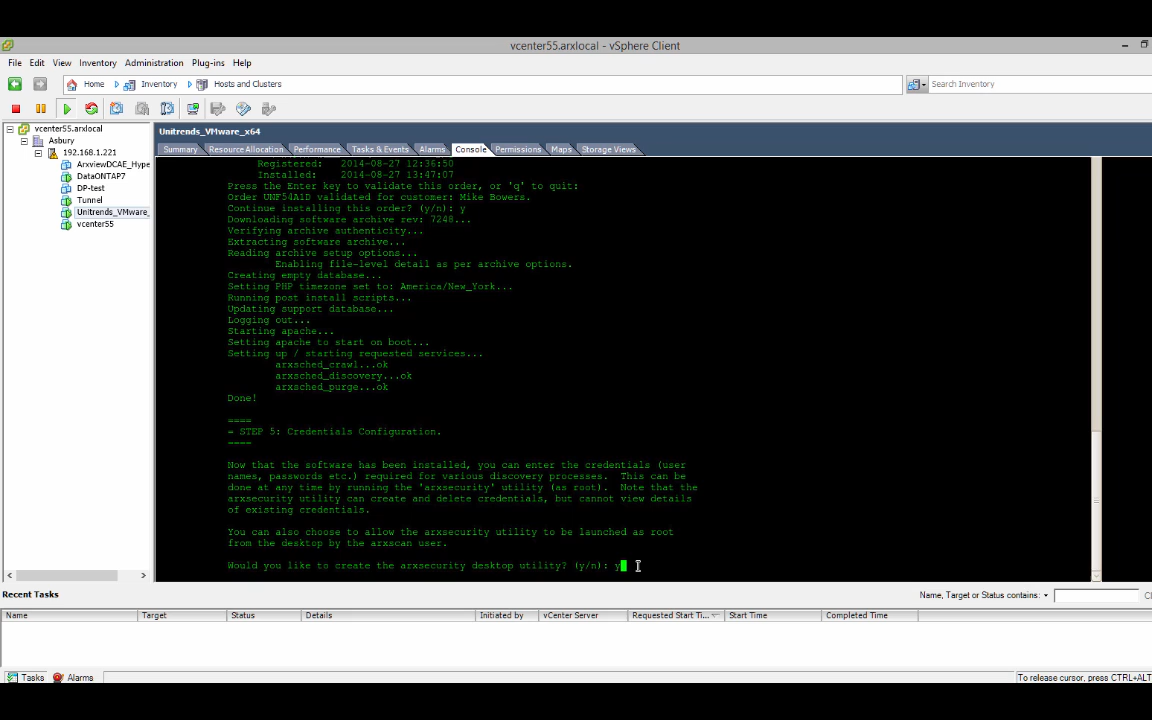 vcenter55.arxlocal - vSphere Client
File Edit View Inventory Administration Plug-ins Help
Home Inventory Hosts and Clusters
Search Inventory
vcenter55.arxlocal
Asbury
192.168.1.221
ArxviewDCAE_Hype
DataONTAP7
DP-test
Tunnel
Unitrends_VMware_
vcenter55
Unitrends_VMware_x64
Summary Resource Allocation Performance Tasks & Events Alarms Console Permissions Maps Storage Views
Registered: 2014-08-27 12:36:50
Installed: 2014-08-27 13:47:07
Press the Enter key to validate this order, or 'q' to quit:
Order UNF54A1D validated for customer: Mike Bowers.
Continue installing this order? (y/n): y
Downloading software archive rev: 7248...
Verifying archive authenticity...
Extracting software archive...
Reading archive setup options...
Enabling file-level detail as per archive options.
Creating empty database...
Setting PHP timezone set to: America/New_York...
Running post install scripts...
Updating support database...
Logging out...
Starting apache...
Setting apache to start on boot...
Setting up / starting requested services...
arxsched_crawl...ok
arxsched_discovery...ok
arxsched_purge...ok
Done!
====
= STEP 5: Credentials Configuration.
====
Now that the software has been installed, you can enter the credentials (user
names, passwords etc.) required for various discovery processes. This can be
done at any time by running the 'arxsecurity' utility (as root). Note that the
arxsecurity utility can create and delete credentials, but cannot view details
of existing credentials.
You can also choose to allow the arxsecurity utility to be launched as root
from the desktop by the arxscan user.
Would you like to create the arxsecurity desktop utility? (y/n): y
Recent Tasks
Name, Target or Status contains:
Cl
Name Target Status Details Initiated by vCenter Server Requested Start Ti... Start Time Completed Time
Tasks Alarms
To release cursor, press CTRL+ALT